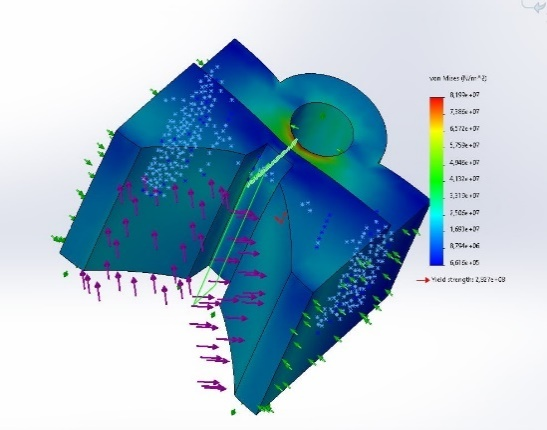 von Mises (N/m^2)
8,199e+07
7,386e+07
6,572e+07
5,759e+07
4,946e+07
4,132e+07
3,319e+07
2,506e+07
1,693e+07
8,794e+06
6,616e+05
Yield strength: 2,827e+08